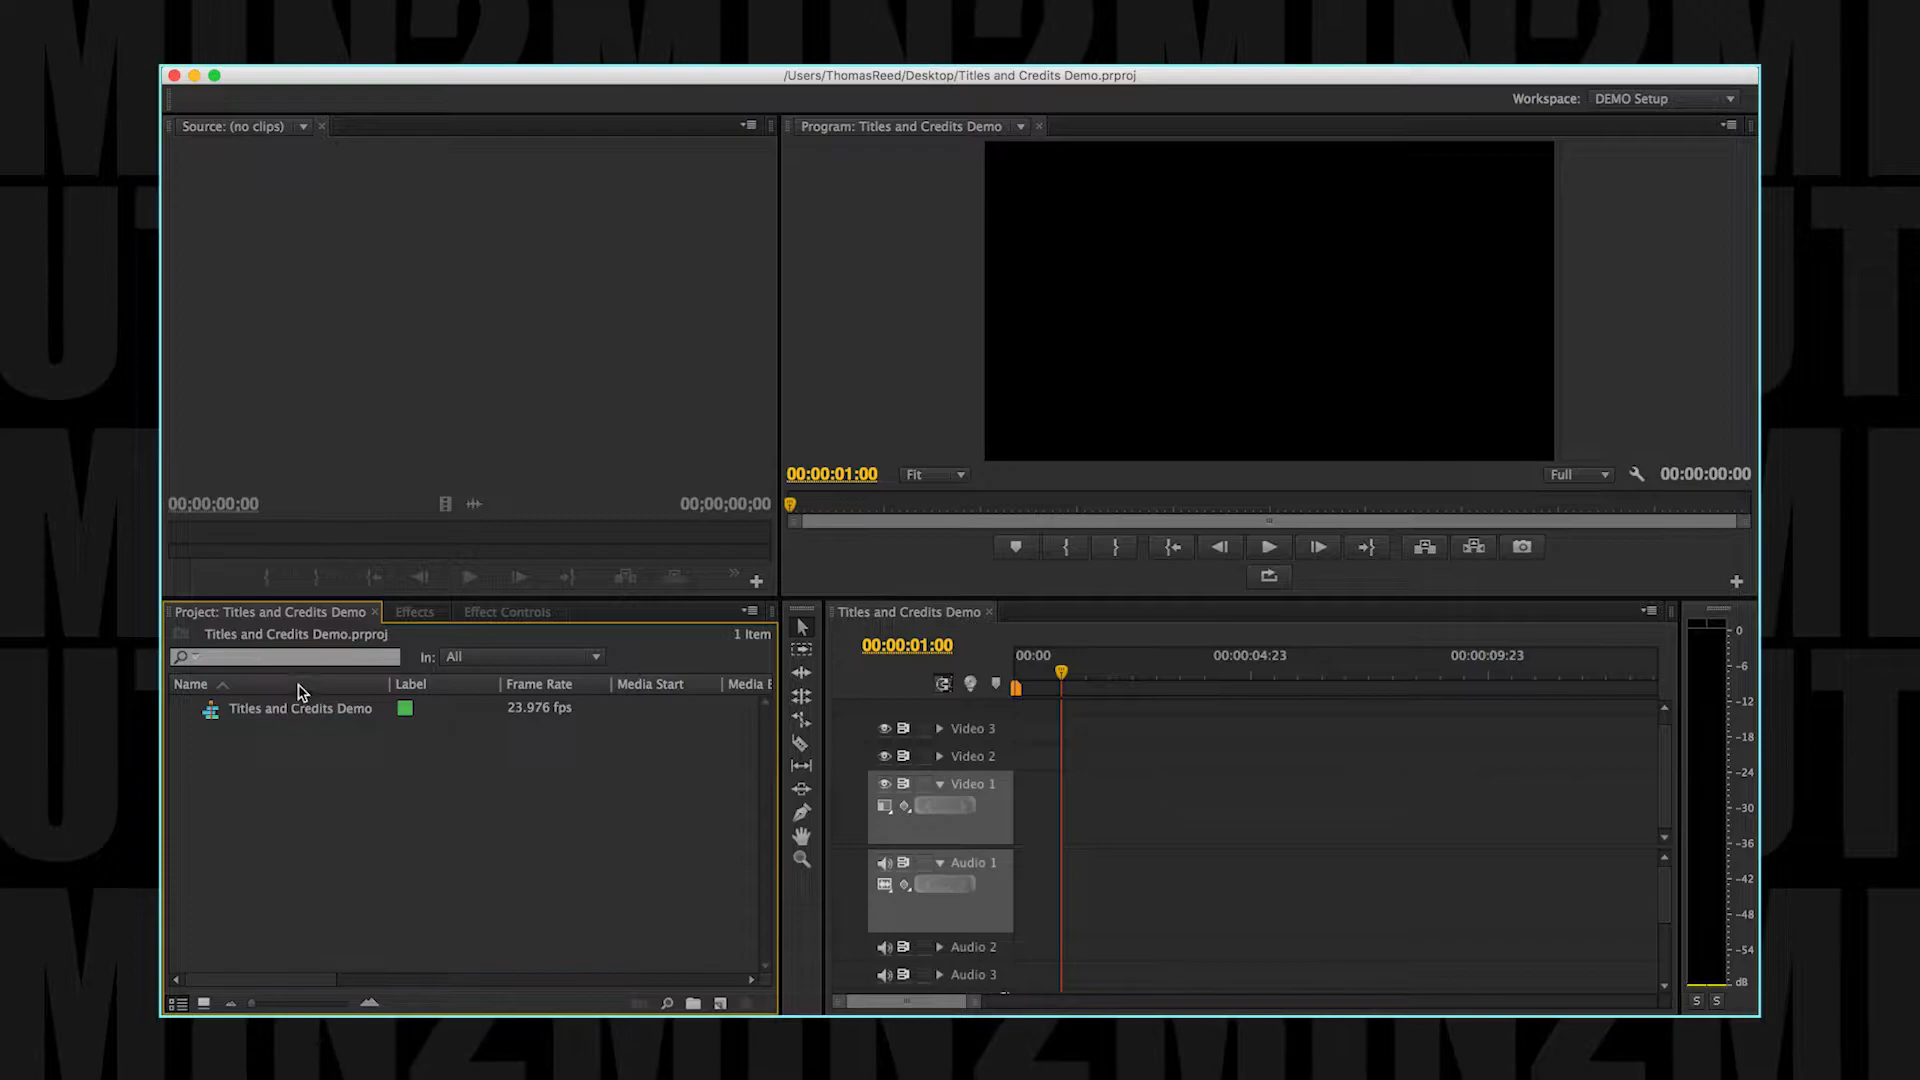 /Users/ThomasReed/Desktop/Titles and Credits Demo.prproj
Workspace: DEMO Setup
Source: (no clips)
Program: Titles and Credits Demo
00:00:01:00
Fit
Full
00:00:00:00
00;00;00;00
00;00;00;00
Project: Titles and Credits Demo
Effects
Effect Controls
Titles and Credits Demo.prproj
1 Item
In: All
Name
Label
Frame Rate
Media Start
Media E
Titles and Credits Demo
23.976 fps
Titles and Credits Demo
00:00:01:00
00:00
00:00:04:23
00:00:09:23
Video 3
Video 2
Video 1
Audio 1
Audio 2
Audio 3
0
-6
-12
-18
-24
-30
-36
-42
-48
-54
dB
S S